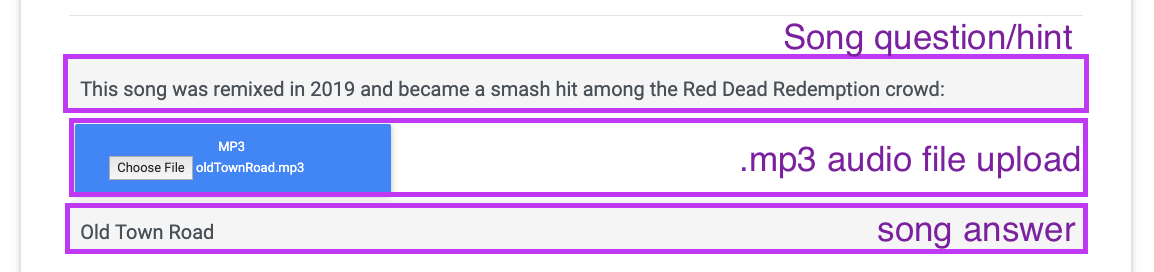 Song question/hint
This song was remixed in 2019 and became a smash hit among the Red Dead Redemption crowd:
MP3
Choose File oldTownRoad.mp3
.mp3 audio file upload
Old Town Road
song answer